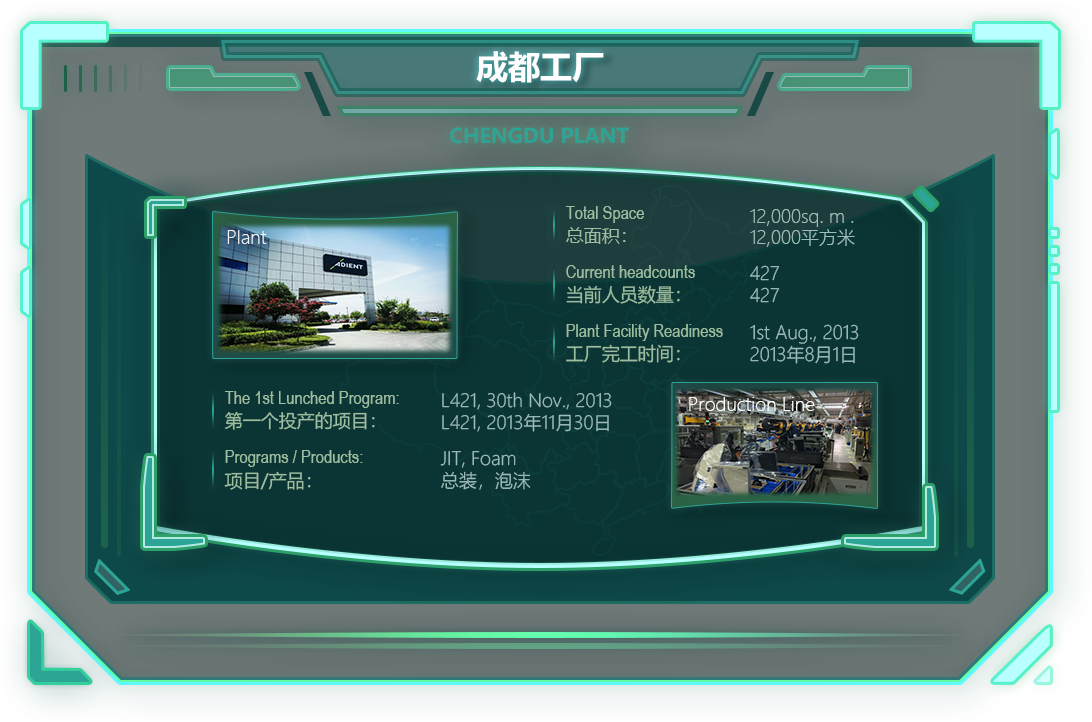 成都工厂
CHENGDU PLANT
Plant
ADIENT
Total Space 12,000sq. m .
总面积： 12,000平方米
Current headcounts 427
当前人员数量： 427
Plant Facility Readiness 1st Aug., 2013
工厂完工时间： 2013年8月1日
The 1st Lunched Program: L421, 30th Nov., 2013
第一个投产的项目： L421, 2013年11月30日
Programs / Products: JIT, Foam
项目/产品： 总装，泡沫
Production Line